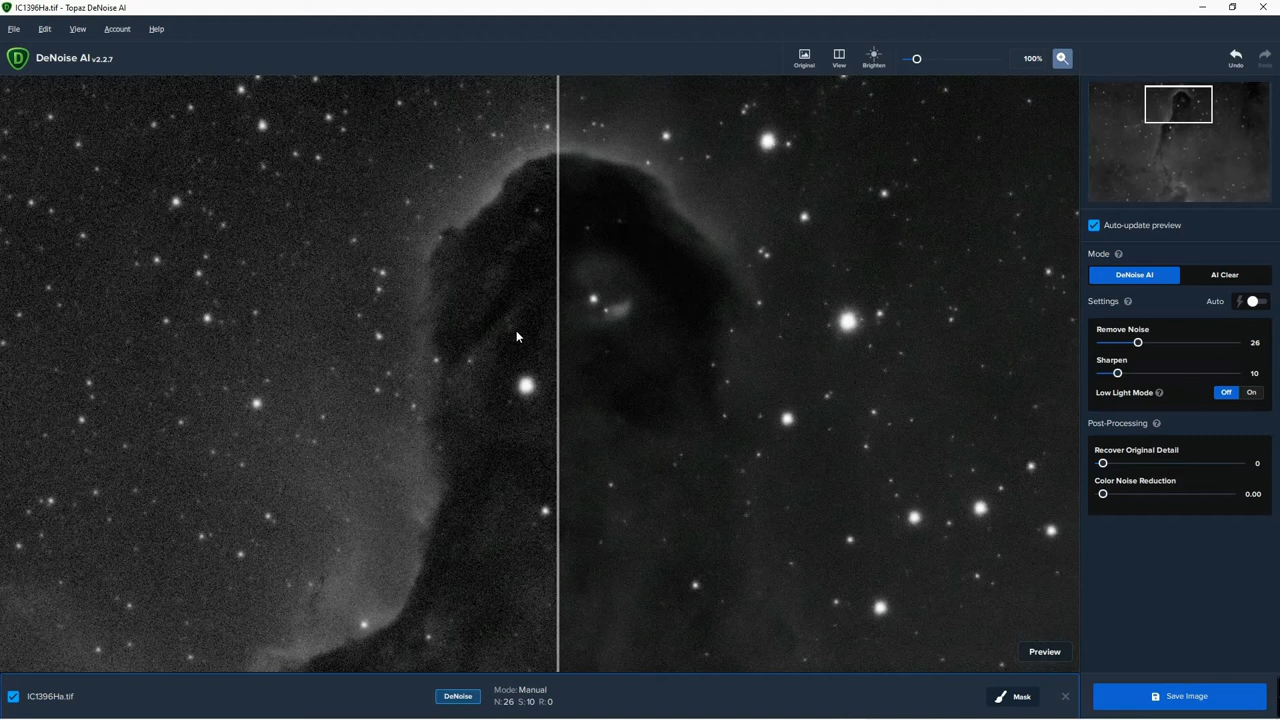 IC1396Ha.tif - Topaz DeNoise AI
File Edit View Account Help
DeNoise AI v2.2.7
Original View Brighten 100% Undo Redo
Auto-update preview
Mode
DeNoise AI AI Clear
Settings Auto
Remove Noise
26
Sharpen
10
Low Light Mode Off On
Post-Processing
Recover Original Detail
0
Color Noise Reduction
0.00
Preview
IC1396Ha.tif DeNoise Mode: Manual
N: 26 S: 10 R: 0
Mask
Save Image